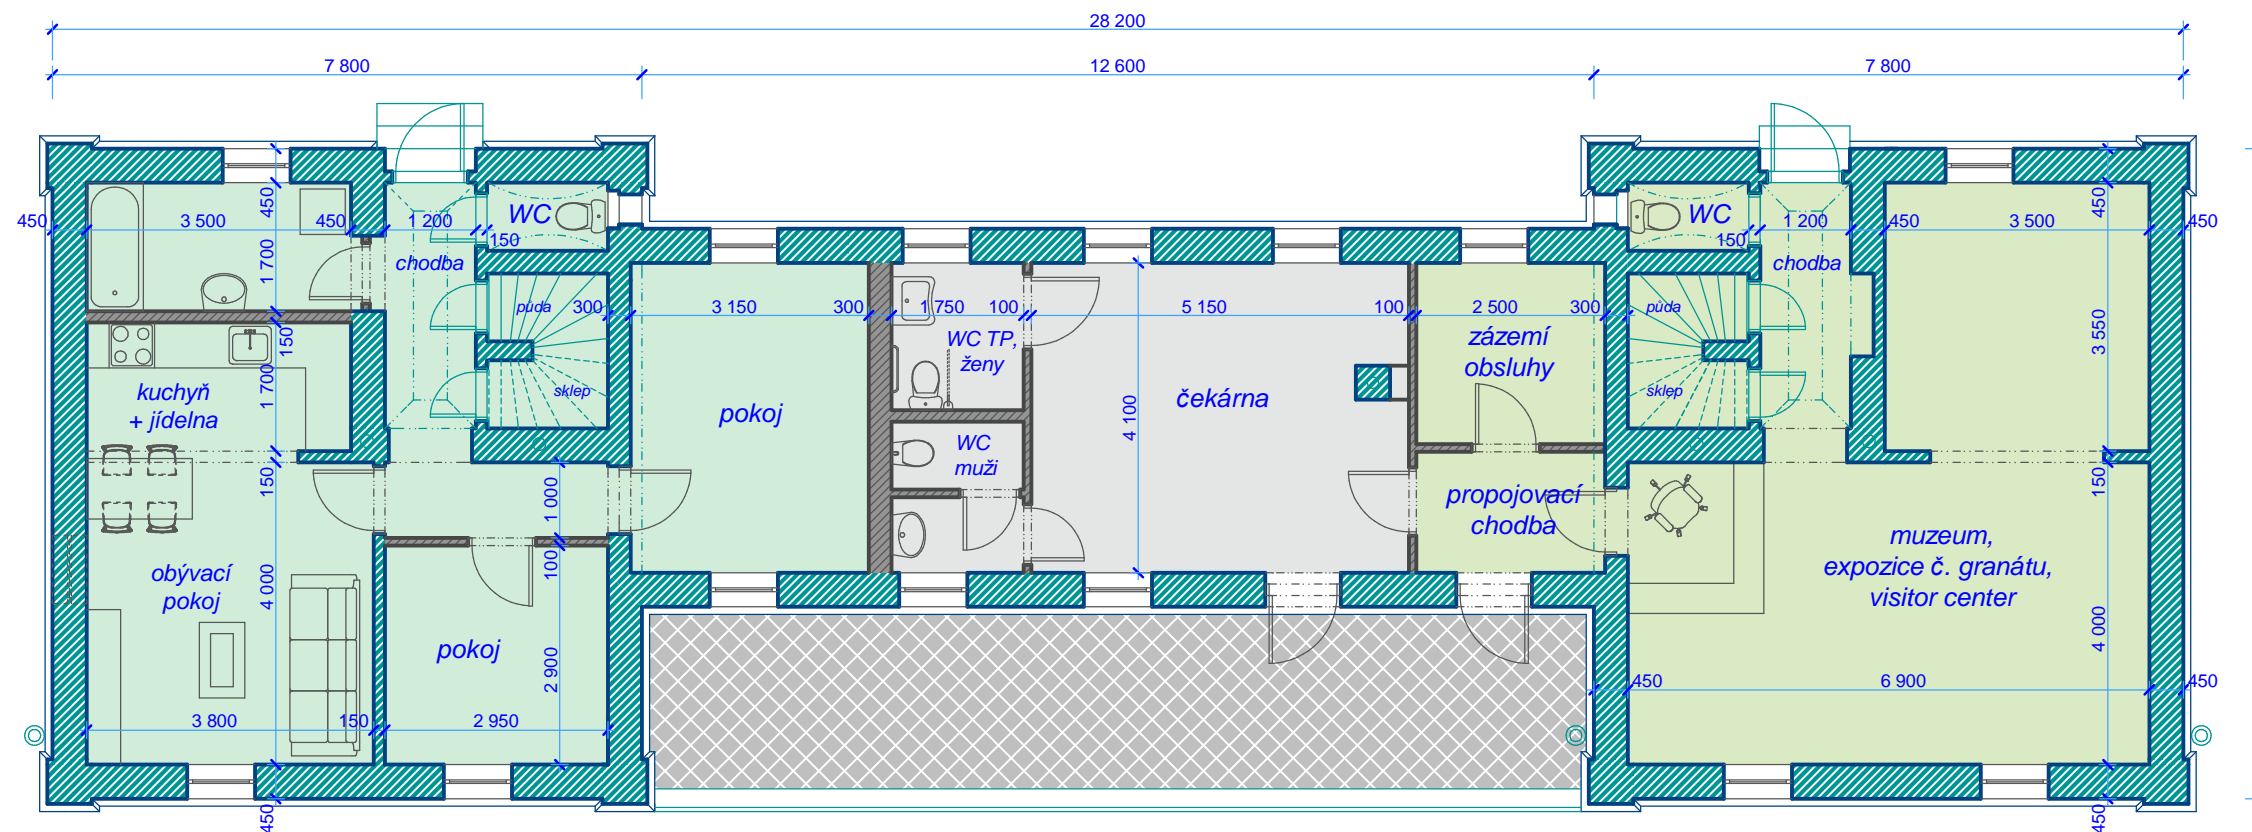 28 200
7 800
12 600
7 800
450
3 500
450
1 200
150
450
1 700
WC
chodba
půda
sklep
300
3 150
300
1 750
100
5 150
100
2 500
300
WC
150
1 200
chodba
půda
sklep
450
3 500
450
450
3 550
150
1 700
kuchyň
+ jídelna
pokoj
WC TP,
ženy
WC
muži
čekárna
4 100
zázemí
obsluhy
propojovací
chodba
150
4 000
1 000
100
2 900
obývací
pokoj
pokoj
3 800
150
2 950
450
muzeum,
expozice č. granátu,
visitor center
150
4 000
450
6 900
450
450